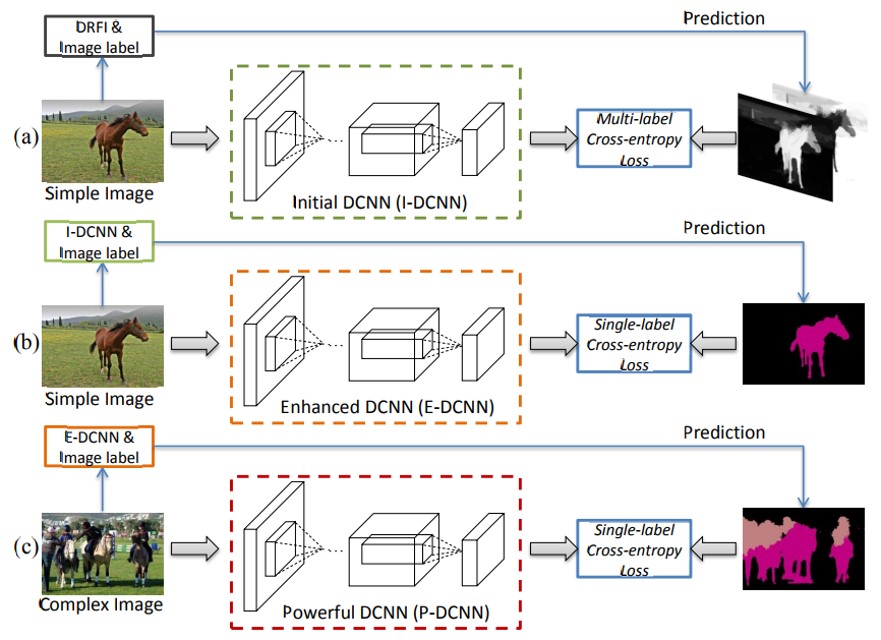 DRFI &
Image label
Prediction
(a)
Simple Image
Initial DCNN (I-DCNN)
Multi-label
Cross-entropy
Loss
I-DCNN &
Image label
Prediction
(b)
Simple Image
Enhanced DCNN (E-DCNN)
Single-label
Cross-entropy
Loss
E-DCNN &
Image label
Prediction
(c)
Complex Image
Powerful DCNN (P-DCNN)
Single-label
Cross-entropy
Loss